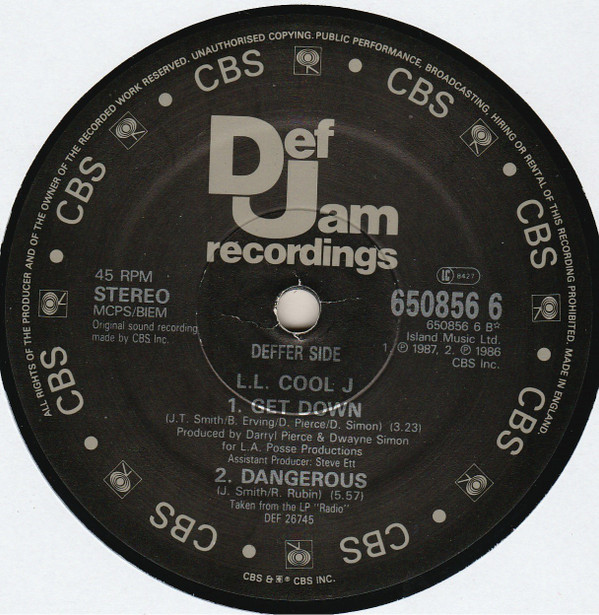 ALL RIGHTS OF THE PRODUCER AND OF THE OWNER OF THE RECORDED WORK RESERVED. UNAUTHORISED COPYING. PUBLIC PERFORMANCE, BROADCASTING, HIRING OR RENTAL OF THIS RECORDING PROHIBITED. MADE IN ENGLAND.
CBS
CBS
CBS
CBS
CBS
CBS
CBS
CBS
Def
Jam
recordings
45 RPM
STEREO
MCPS/BIEM
Original sound recording
made by CBS Inc.
LC 8427
650856 6
650856 6 B☆
Island Music Ltd.
1. ℗ 1987, 2. ℗ 1986
CBS Inc.
DEFFER SIDE
L.L. COOL J
1. GET DOWN
(J.T. Smith/B. Erving/D. Pierce/D. Simon) (3.23)
Produced by Darryl Pierce & Dwayne Simon
for L.A. Posse Productions
Assistant Producer: Steve Ett
2. DANGEROUS
(J. Smith/R. Rubin) (5.57)
Taken from the LP "Radio"
DEF 26745
CBS & ® CBS INC.